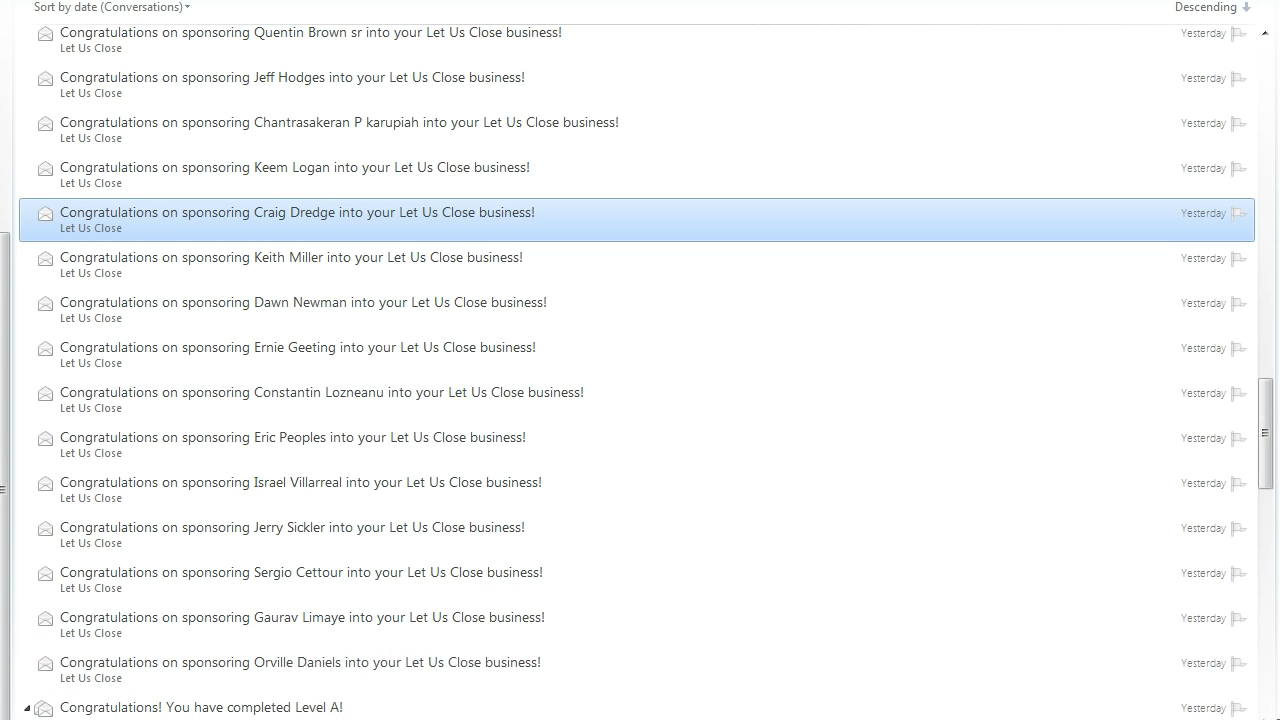 Sort by date (Conversations) Descending
Congratulations on sponsoring Quentin Brown sr into your Let Us Close business! Yesterday
Let Us Close
Congratulations on sponsoring Jeff Hodges into your Let Us Close business! Yesterday
Let Us Close
Congratulations on sponsoring Chantrasakeran P karupiah into your Let Us Close business! Yesterday
Let Us Close
Congratulations on sponsoring Keem Logan into your Let Us Close business! Yesterday
Let Us Close
Congratulations on sponsoring Craig Dredge into your Let Us Close business! Yesterday
Let Us Close
Congratulations on sponsoring Keith Miller into your Let Us Close business! Yesterday
Let Us Close
Congratulations on sponsoring Dawn Newman into your Let Us Close business! Yesterday
Let Us Close
Congratulations on sponsoring Ernie Geeting into your Let Us Close business! Yesterday
Let Us Close
Congratulations on sponsoring Constantin Lozneanu into your Let Us Close business! Yesterday
Let Us Close
Congratulations on sponsoring Eric Peoples into your Let Us Close business! Yesterday
Let Us Close
Congratulations on sponsoring Israel Villarreal into your Let Us Close business! Yesterday
Let Us Close
Congratulations on sponsoring Jerry Sickler into your Let Us Close business! Yesterday
Let Us Close
Congratulations on sponsoring Sergio Cettour into your Let Us Close business! Yesterday
Let Us Close
Congratulations on sponsoring Gaurav Limaye into your Let Us Close business! Yesterday
Let Us Close
Congratulations on sponsoring Orville Daniels into your Let Us Close business! Yesterday
Let Us Close
Congratulations! You have completed Level A! Yesterday